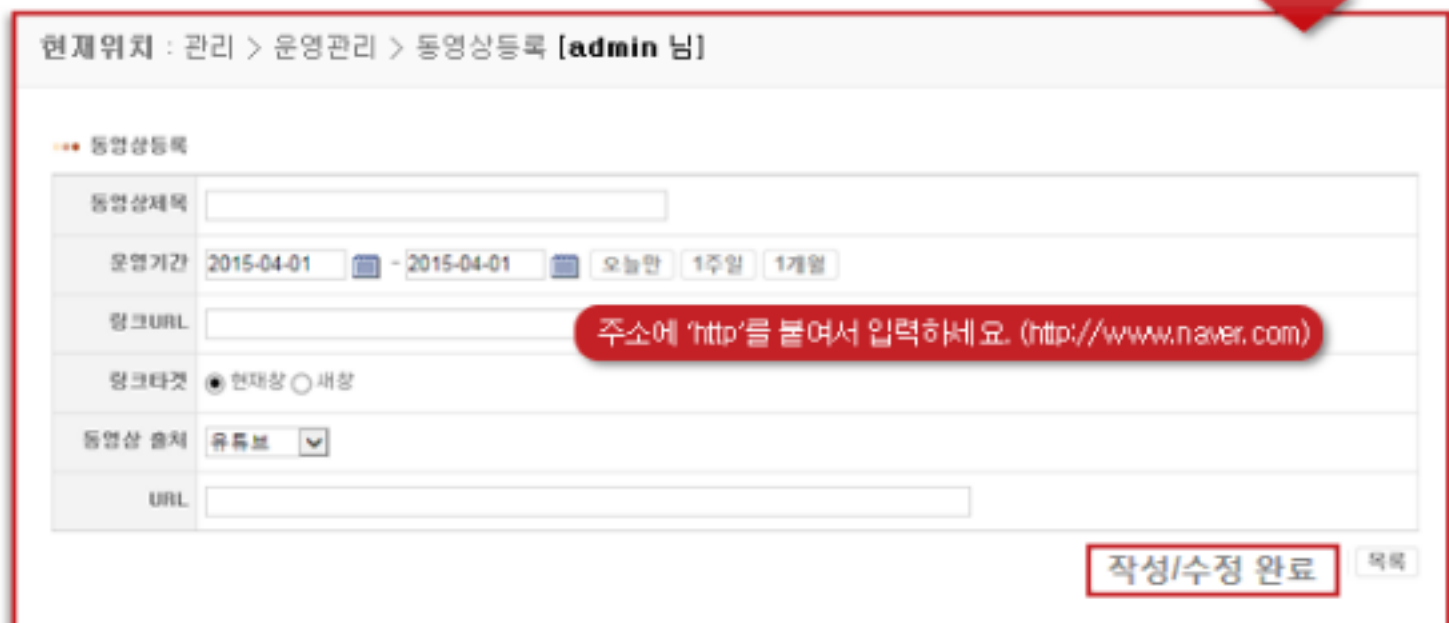 현재위치 : 관리 > 운영관리 > 동영상등록 [admin 님]
동영상등록
동영상제목
운영기간 2015-04-01 - 2015-04-01 오늘만 1주일 1개월
링크URL 주소에 'http'를 붙여서 입력하세요. (http://www.naver.com)
링크타겟 현재창 새창
동영상 출처 유튜브
URL
작성/수정 완료 목록